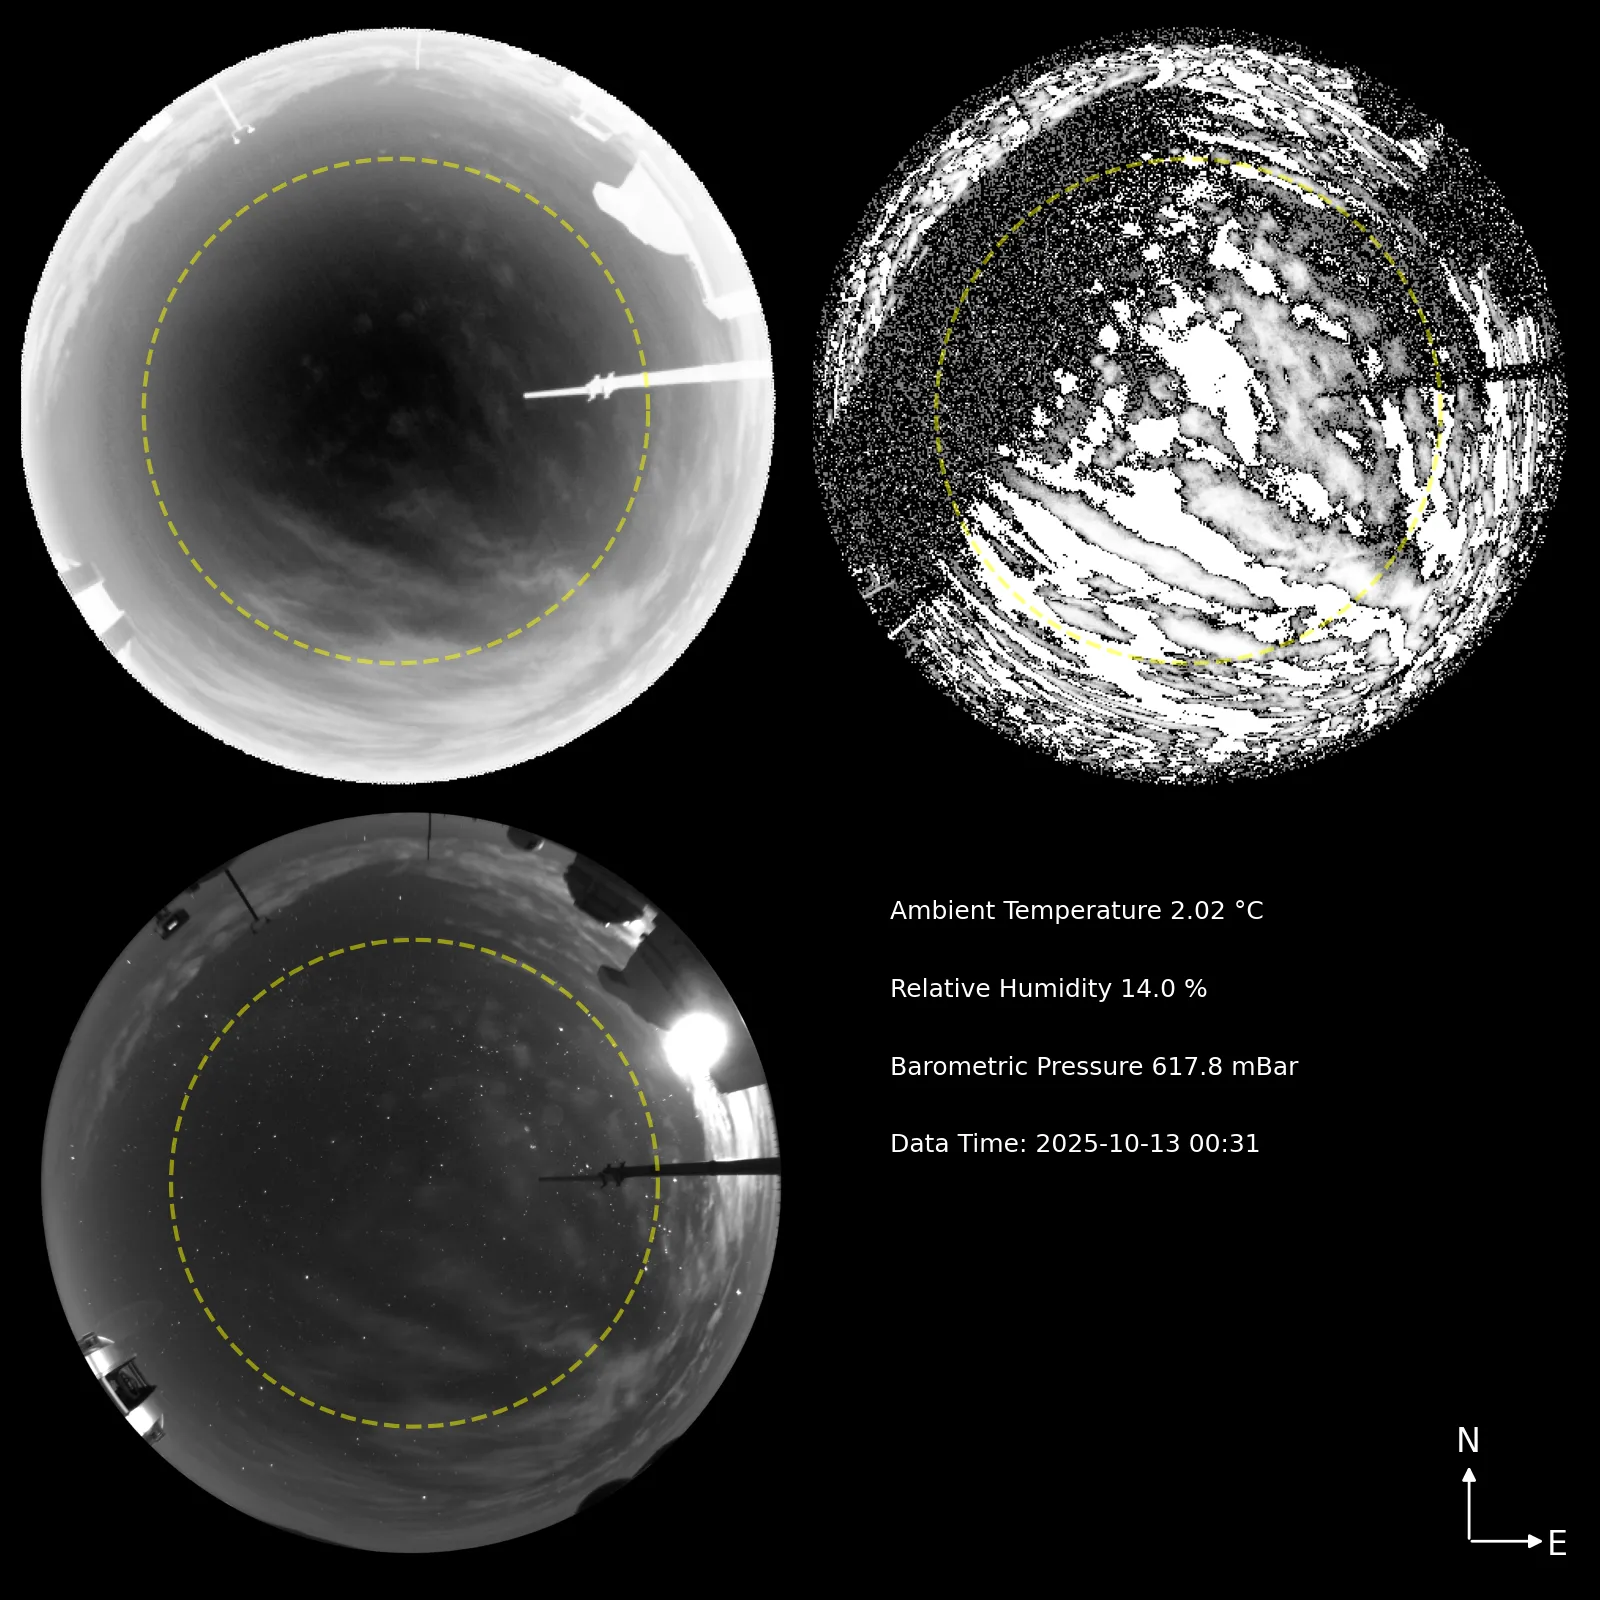 Ambient Temperature 2.02 °C
Relative Humidity 14.0 %
Barometric Pressure 617.8 mBar
Data Time: 2025-10-13 00:31
N
E